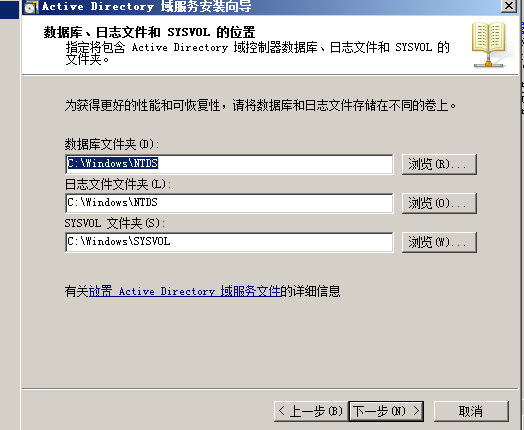 Active Directory 域服务安装向导
数据库、日志文件和 SYSVOL 的位置
指定将包含 Active Directory 域控制器数据库、日志文件和 SYSVOL 的
文件夹。
为获得更好的性能和可恢复性，请将数据库和日志文件存储在不同的卷上。
数据库文件夹(D):
C:\Windows\NTDS
浏览(R)...
日志文件文件夹(L):
C:\Windows\NTDS
浏览(O)...
SYSVOL 文件夹(S):
C:\Windows\SYSVOL
浏览(W)...
有关放置 Active Directory 域服务文件的详细信息
< 上一步(B) 下一步(N) > 取消